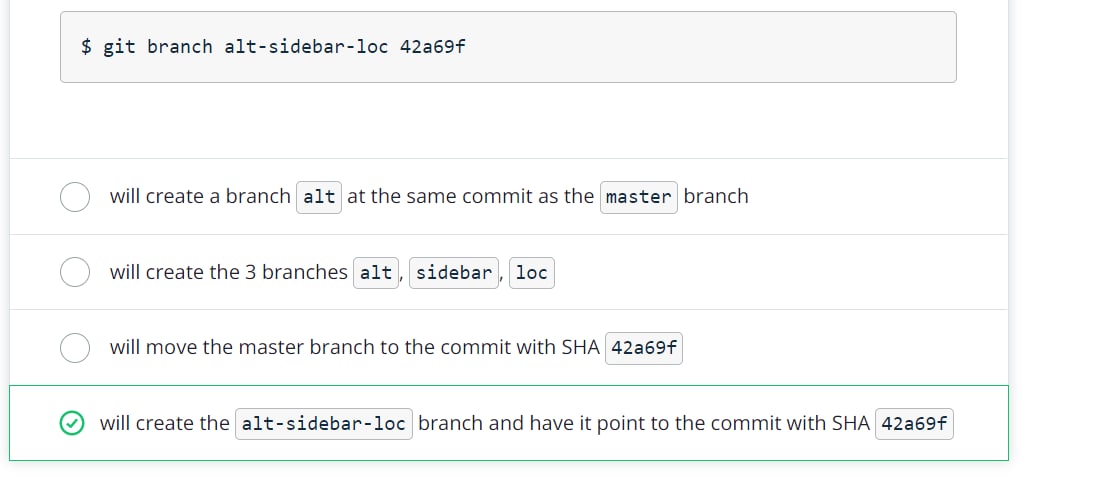 $ git branch alt-sidebar-loc 42a69f
will create a branch alt at the same commit as the master branch
will create the 3 branches alt, sidebar, loc
will move the master branch to the commit with SHA 42a69f
will create the alt-sidebar-loc branch and have it point to the commit with SHA 42a69f